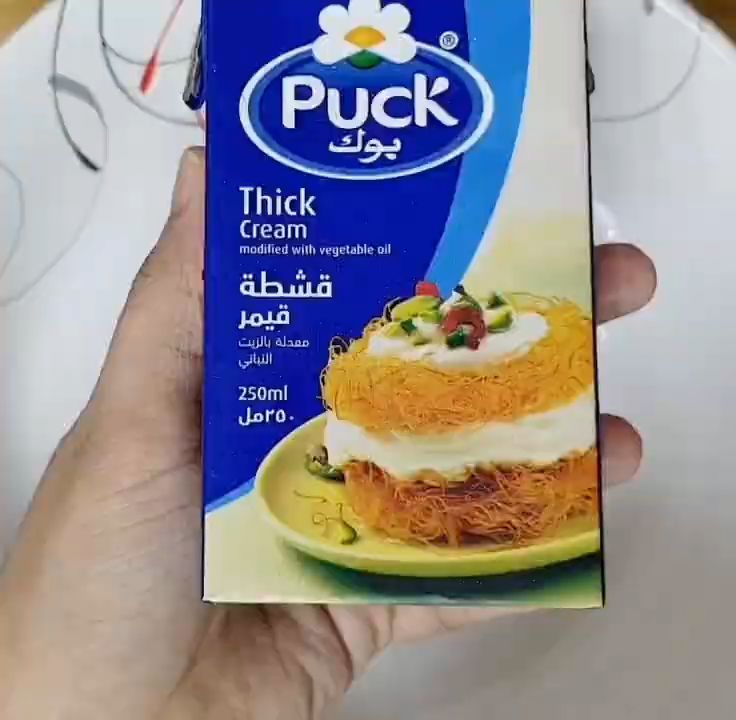 ®
Puck
بوك
Thick
Cream
modified with vegetable oil
قشطة
قيمر
معدلة بالزيت
النباتي
250ml
٢٥٠مل